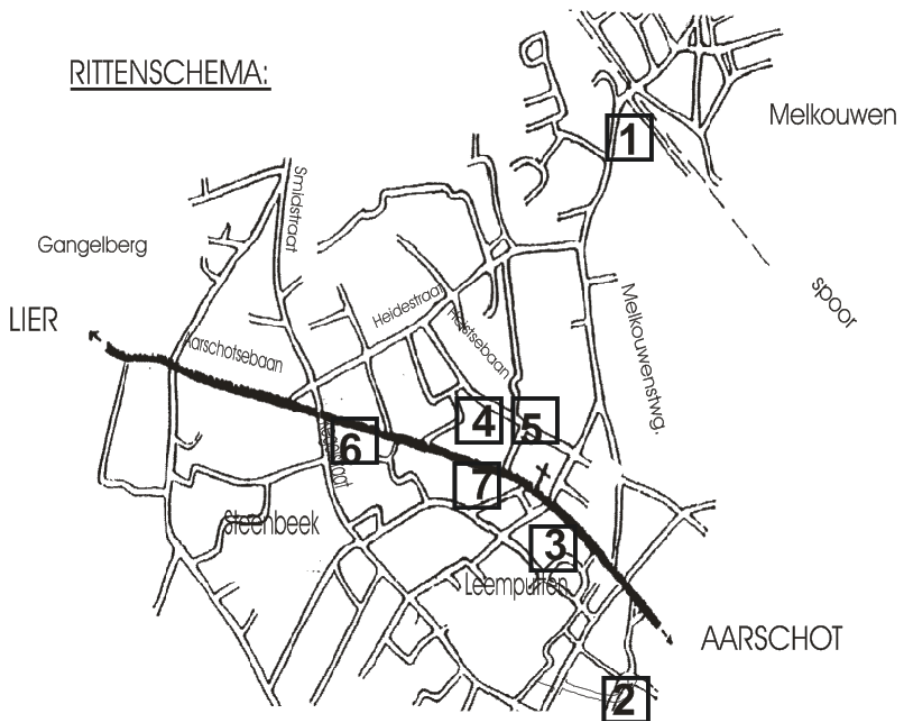 RITTENSCHEMA:
Melkouwen
1
Smidstraat
Gangelberg
spoor
LIER
Heidestraat
Melkouwenstwg.
Aarschotsebaan
Heistsebaan
4
5
6
7
Steenbeek
3
Leemputten
AARSCHOT
2